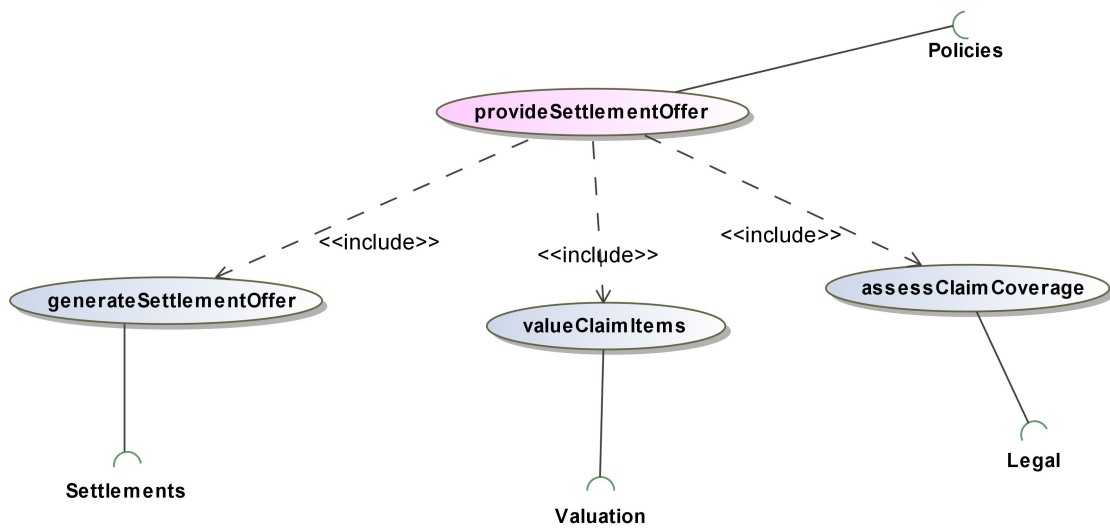 Policies
provideSettlementOffer
<<include>>
<<include>>
<<include>>
generateSettlementOffer
valueClaimItems
assessClaimCoverage
Settlements
Valuation
Legal